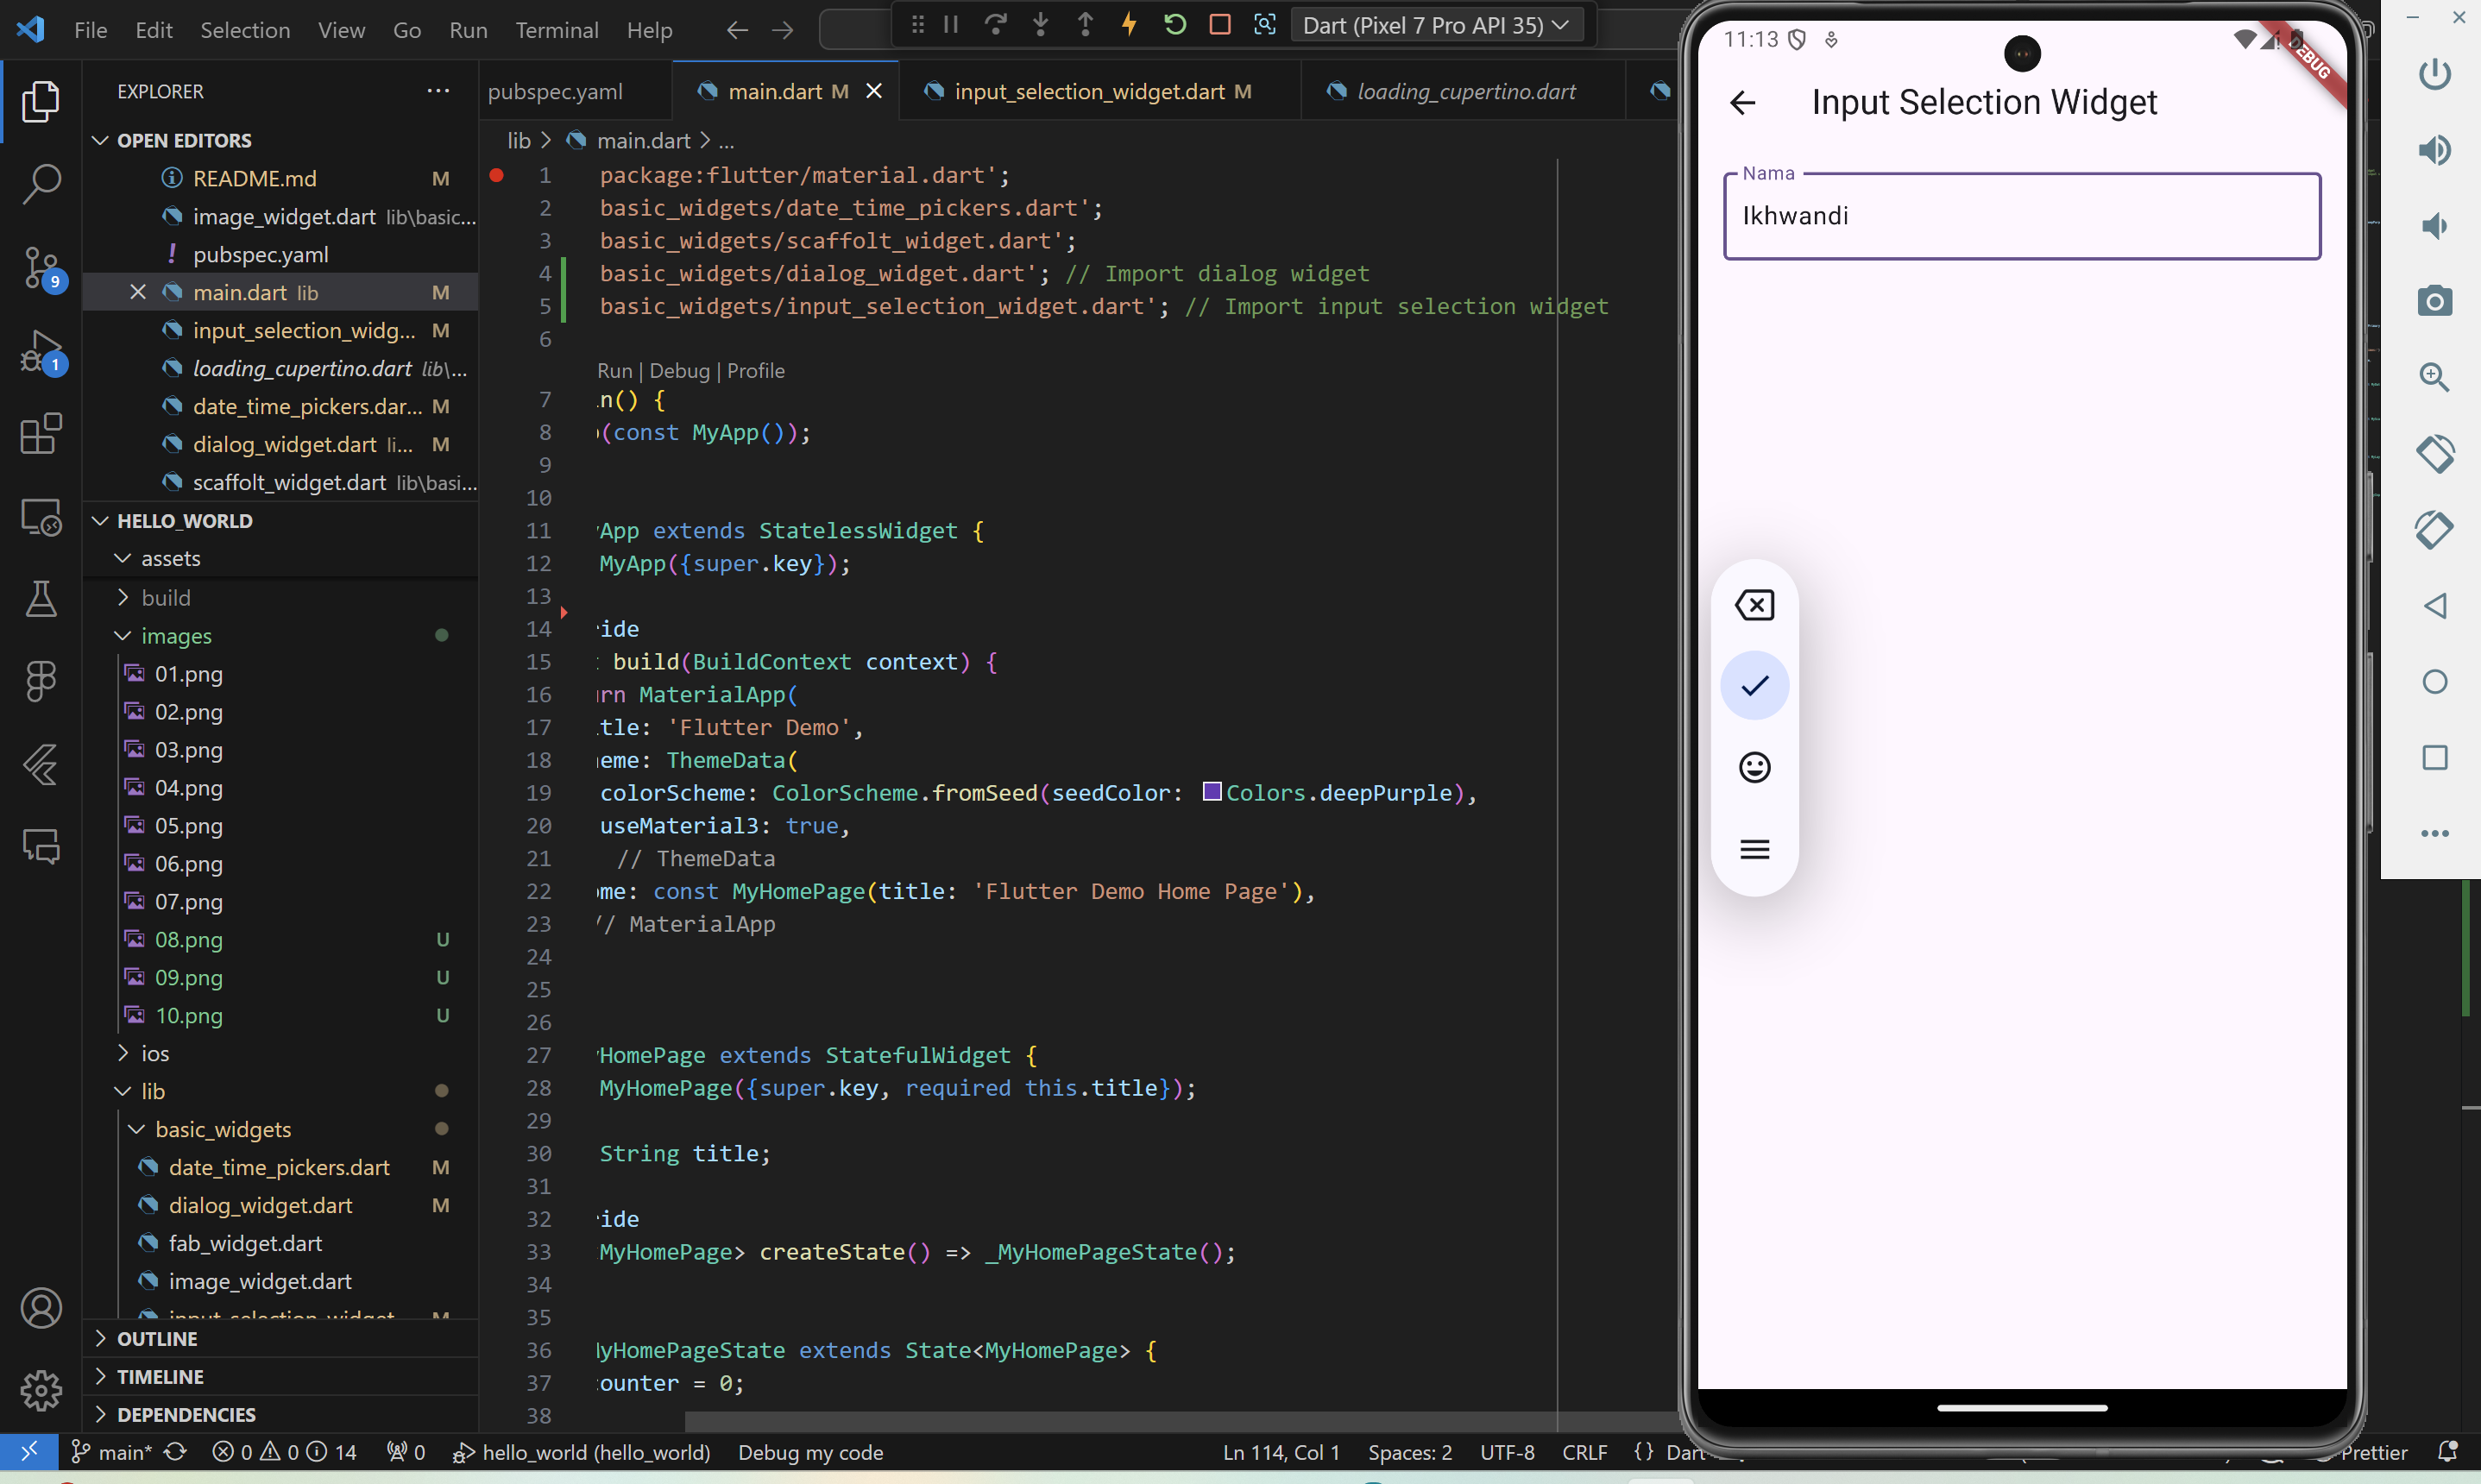 File Edit Selection View Go Run Terminal Help
Dart (Pixel 7 Pro API 35)
EXPLORER
OPEN EDITORS
README.md M
image_widget.dart lib\basic...
pubspec.yaml
main.dart lib M
input_selection_widg... M
loading_cupertino.dart lib\...
date_time_pickers.dar... M
dialog_widget.dart li... M
scaffolt_widget.dart lib\basi...
HELLO_WORLD
assets
build
images
01.png
02.png
03.png
04.png
05.png
06.png
07.png
08.png U
09.png U
10.png U
ios
lib
basic_widgets
date_time_pickers.dart M
dialog_widget.dart M
fab_widget.dart
image_widget.dart
input_selection_widget M
OUTLINE
TIMELINE
DEPENDENCIES
9
1
pubspec.yaml main.dart M input_selection_widget.dart M loading_cupertino.dart
lib > main.dart > ...
1 package:flutter/material.dart';
2 basic_widgets/date_time_pickers.dart';
3 basic_widgets/scaffolt_widget.dart';
4 basic_widgets/dialog_widget.dart'; // Import dialog widget
5 basic_widgets/input_selection_widget.dart'; // Import input selection widget
6
Run | Debug | Profile
7 n() {
8 (const MyApp());
9
10
11 App extends StatelessWidget {
12 MyApp({super.key});
13
14 ride
15 build(BuildContext context) {
16 rn MaterialApp(
17 tle: 'Flutter Demo',
18 eme: ThemeData(
19 colorScheme: ColorScheme.fromSeed(seedColor: Colors.deepPurple),
20 useMaterial3: true,
21 // ThemeData
22 ome: const MyHomePage(title: 'Flutter Demo Home Page'),
23 // MaterialApp
24
25
26
27 HomePage extends StatefulWidget {
28 MyHomePage({super.key, required this.title});
29
30 String title;
31
32 ride
33 MyHomePage> createState() => _MyHomePageState();
34
35
36 MyHomePageState extends State<MyHomePage> {
37 counter = 0;
38
11:13
DEBUG
Input Selection Widget
Nama
Ikhwandi
main* 0 0 14 0 hello_world (hello_world) Debug my code Ln 114, Col 1 Spaces: 2 UTF-8 CRLF {} Dart Prettier